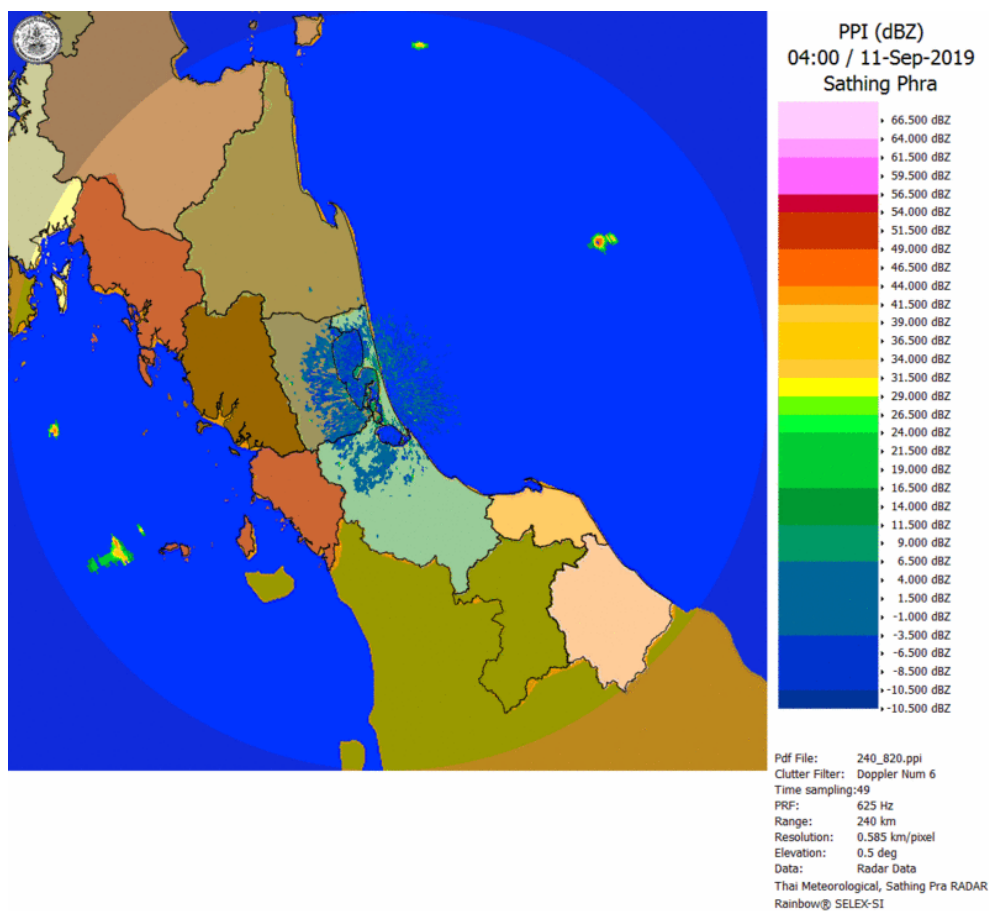 PPI (dBZ)
04:00 / 11-Sep-2019
Sathing Phra
66.500 dBZ
64.000 dBZ
61.500 dBZ
59.500 dBZ
56.500 dBZ
54.000 dBZ
51.500 dBZ
49.000 dBZ
46.500 dBZ
44.000 dBZ
41.500 dBZ
39.000 dBZ
36.500 dBZ
34.000 dBZ
31.500 dBZ
29.000 dBZ
26.500 dBZ
24.000 dBZ
21.500 dBZ
19.000 dBZ
16.500 dBZ
14.000 dBZ
11.500 dBZ
9.000 dBZ
6.500 dBZ
4.000 dBZ
1.500 dBZ
-1.000 dBZ
-3.500 dBZ
-6.500 dBZ
-8.500 dBZ
-10.500 dBZ
-10.500 dBZ
Pdf File: 240_820.ppi
Clutter Filter: Doppler Num 6
Time sampling:49
PRF: 625 Hz
Range: 240 km
Resolution: 0.585 km/pixel
Elevation: 0.5 deg
Data: Radar Data
Thai Meteorological, Sathing Pra RADAR
Rainbow® SELEX-SI